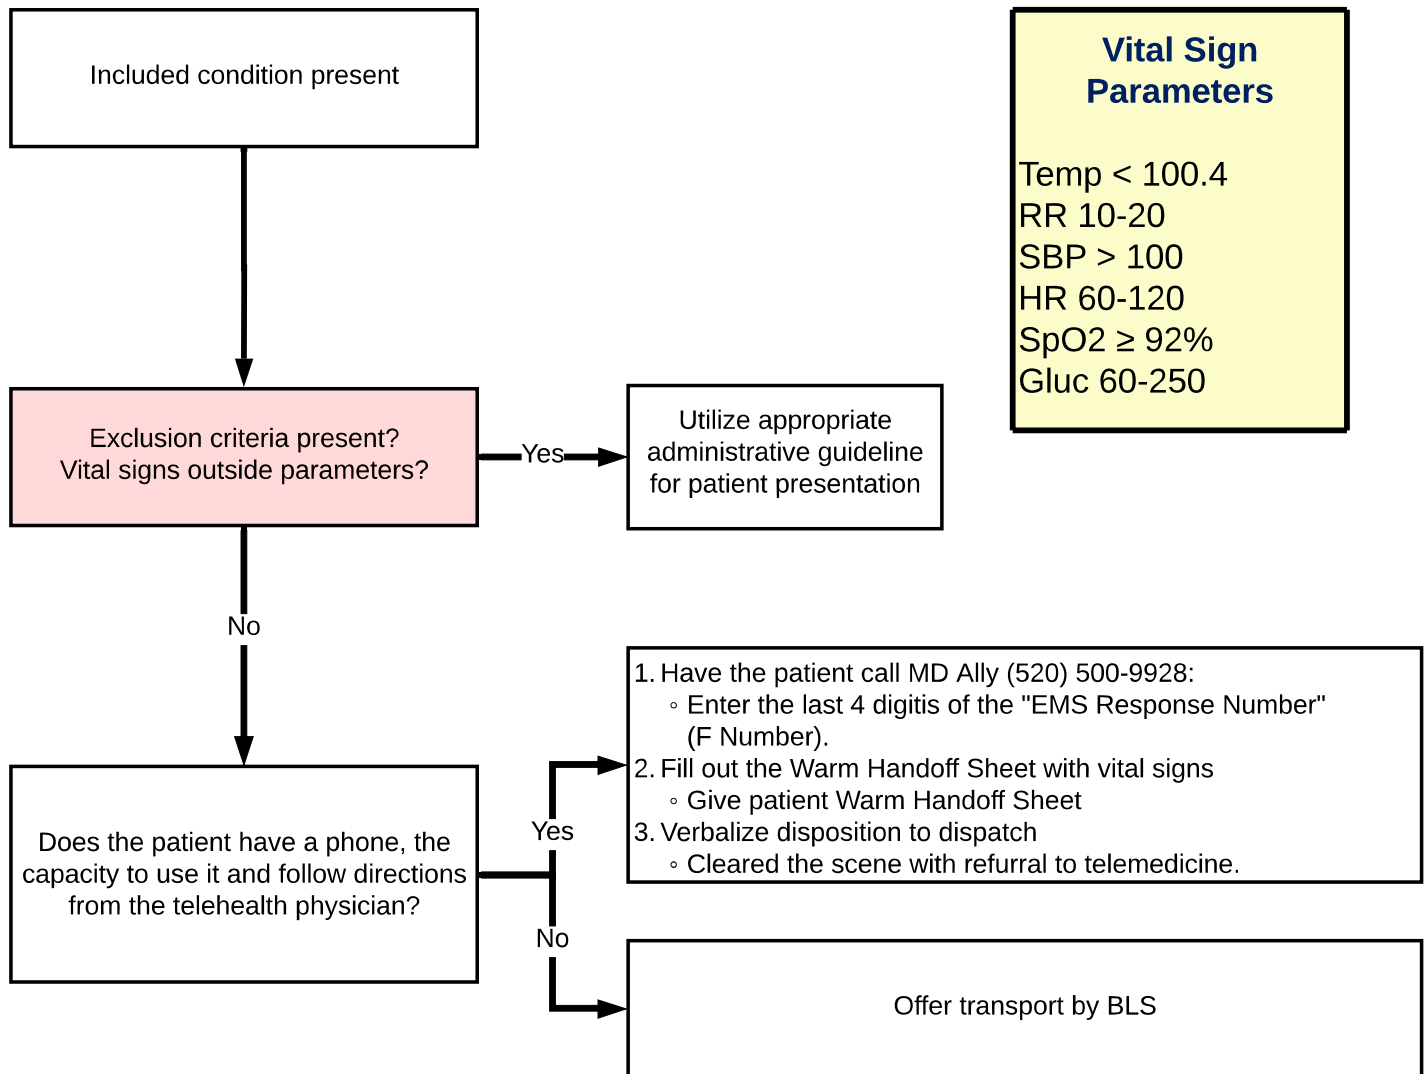 Included condition present
Vital Sign
Parameters
Temp < 100.4
RR 10-20
SBP > 100
HR 60-120
SpO2 ≥ 92%
Gluc 60-250
Exclusion criteria present?
Vital signs outside parameters?
Yes
Utilize appropriate
administrative guideline
for patient presentation
No
Does the patient have a phone, the
capacity to use it and follow directions
from the telehealth physician?
Yes
1. Have the patient call MD Ally (520) 500-9928:
◦ Enter the last 4 digitis of the "EMS Response Number"
(F Number).
2. Fill out the Warm Handoff Sheet with vital signs
◦ Give patient Warm Handoff Sheet
3. Verbalize disposition to dispatch
◦ Cleared the scene with refurral to telemedicine.
No
Offer transport by BLS